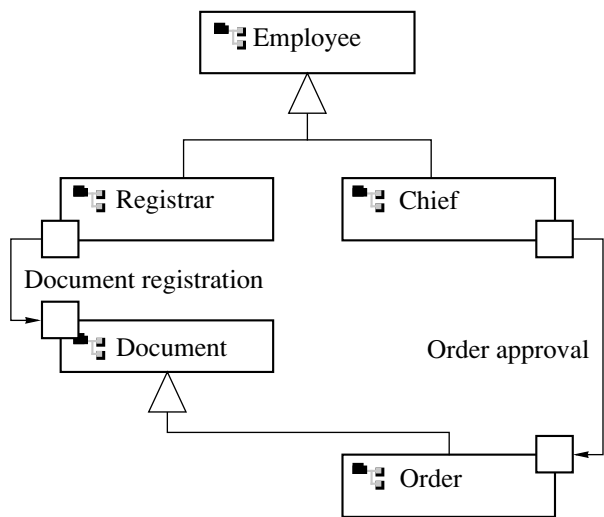 Employee
Registrar
Chief
Document registration
Document
Order approval
Order